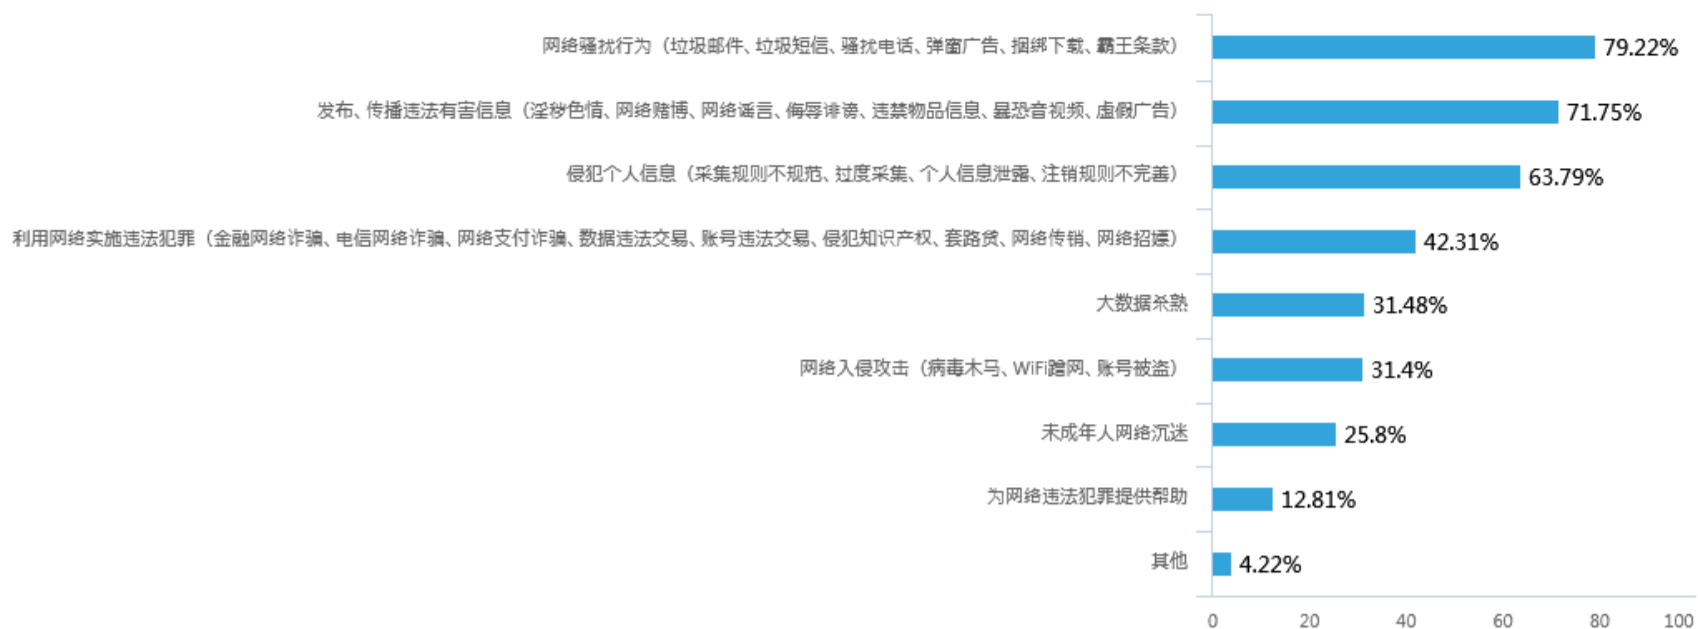 网络骚扰行为（垃圾邮件、垃圾短信、骚扰电话、弹窗广告、捆绑下载、霸王条款） 79.22%
发布、传播违法有害信息（淫秽色情、网络赌博、网络谣言、侮辱诽谤、违禁物品信息、暴恐音视频、虚假广告） 71.75%
侵犯个人信息（采集规则不规范、过度采集、个人信息泄露、注销规则不完善） 63.79%
利用网络实施违法犯罪（金融网络诈骗、电信网络诈骗、网络支付诈骗、数据违法交易、账号违法交易、侵犯知识产权、套路贷、网络传销、网络招嫖） 42.31%
大数据杀熟 31.48%
网络入侵攻击（病毒木马、WiFi蹭网、账号被盗） 31.4%
未成年人网络沉迷 25.8%
为网络违法犯罪提供帮助 12.81%
其他 4.22%
0 20 40 60 80 100